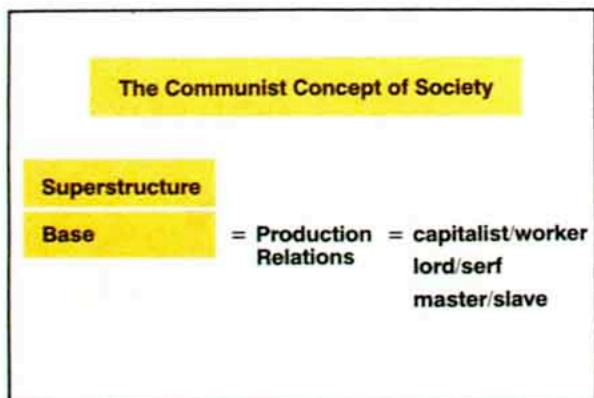 The Communist Concept of Society
Superstructure
Base = Production = capitalist/worker
Relations lord/serf
master/slave